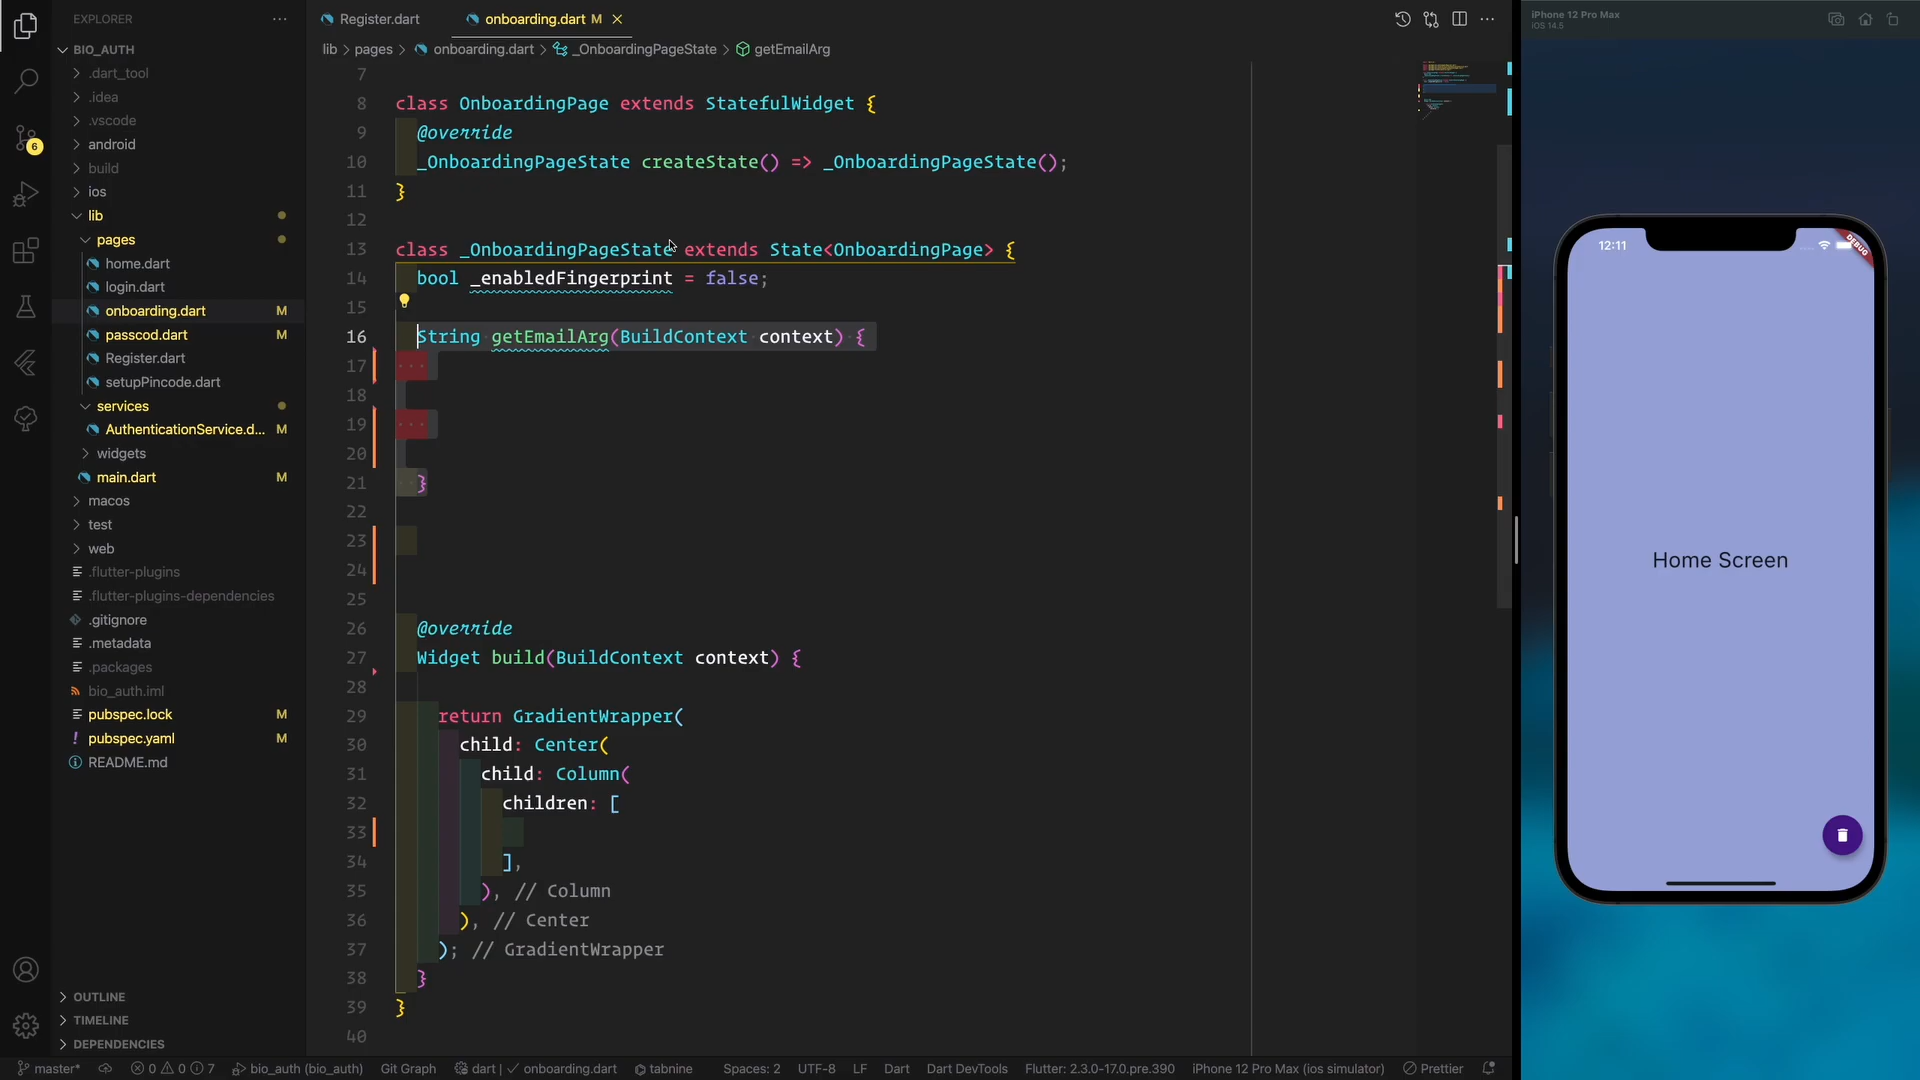 EXPLORER
BIO_AUTH
.dart_tool
.idea
.vscode
android
build
ios
lib
pages
home.dart
login.dart
onboarding.dart M
passcod.dart M
Register.dart
setupPincode.dart
services
AuthenticationService.d... M
widgets
main.dart M
macos
test
web
.flutter-plugins
.flutter-plugins-dependencies
.gitignore
.metadata
.packages
bio_auth.iml
pubspec.lock M
pubspec.yaml M
README.md
OUTLINE
TIMELINE
DEPENDENCIES
6
Register.dart
onboarding.dart M
lib > pages > onboarding.dart > _OnboardingPageState > getEmailArg
7
8 class OnboardingPage extends StatefulWidget {
9 @override
10 _OnboardingPageState createState() => _OnboardingPageState();
11 }
12
13 class _OnboardingPageState extends State<OnboardingPage> {
14 bool _enabledFingerprint = false;
15
16 String getEmailArg(BuildContext context) {
17
18
19
20
21 }
22
23
24
25
26 @override
27 Widget build(BuildContext context) {
28
29 return GradientWrapper(
30 child: Center(
31 child: Column(
32 children: [
33
34 ],
35 ), // Column
36 ), // Center
37 ); // GradientWrapper
38 }
39 }
40
iPhone 12 Pro Max
iOS 14.5
12:11
DEBUG
Home Screen
master* 0 0 7 bio_auth (bio_auth) Git Graph dart | ✓ onboarding.dart tabnine Spaces: 2 UTF-8 LF Dart Dart DevTools Flutter: 2.3.0-17.0.pre.390 iPhone 12 Pro Max (ios simulator) Prettier